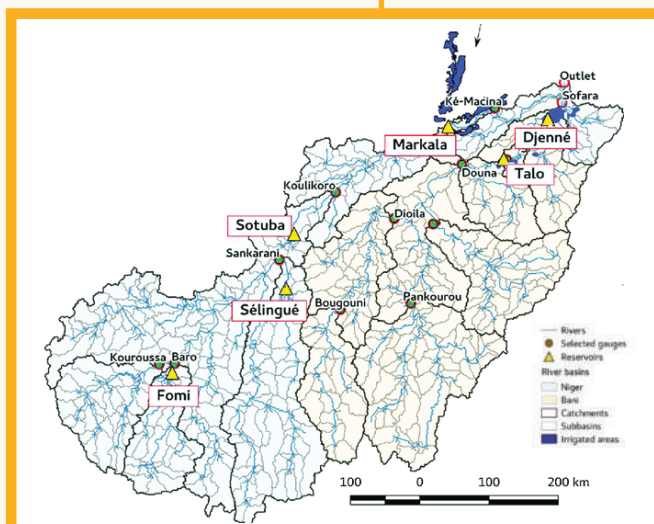 Outlet
Sofara
Ké-Macina
Djenné
Markala
Talo
Douna
Koulikoro
Dioila
Sotuba
Sankarani
Sélingué
Bougouni
Pankourou
Kouroussa Baro
Fomi
Rivers
Selected gauges
Reservoirs
River basins
Niger
Bani
Catchments
Subbasins
Irrigated areas
100 0 100 200 km